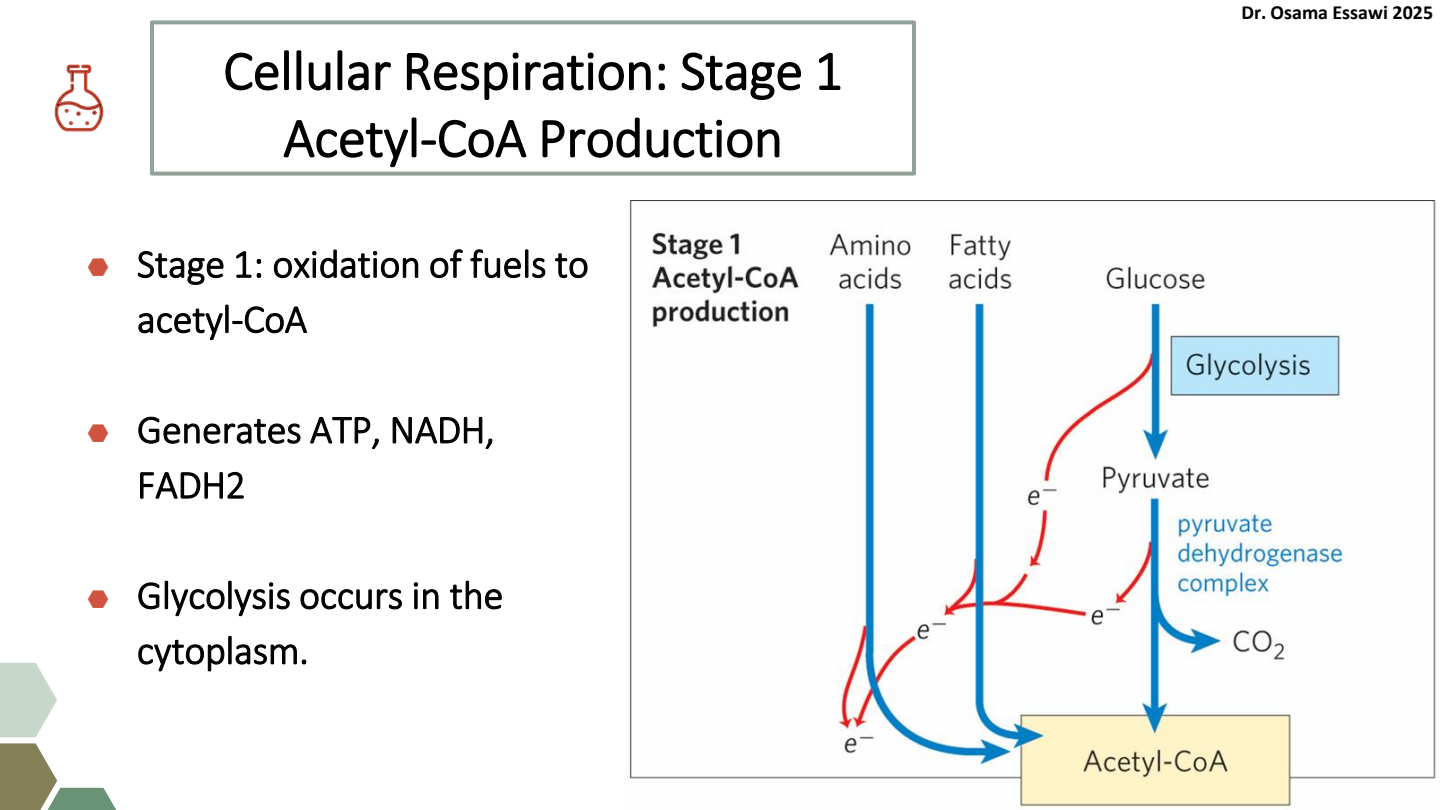 Dr. Osama Essawi 2025
Cellular Respiration: Stage 1
Acetyl-CoA Production
Stage 1: oxidation of fuels to
acetyl-CoA
Generates ATP, NADH,
FADH2
Glycolysis occurs in the
cytoplasm.
Stage 1
Acetyl-CoA
production
Amino
acids
Fatty
acids
Glucose
Glycolysis
e⁻
Pyruvate
pyruvate
dehydrogenase
complex
e⁻
e⁻
CO₂
e⁻
Acetyl-CoA